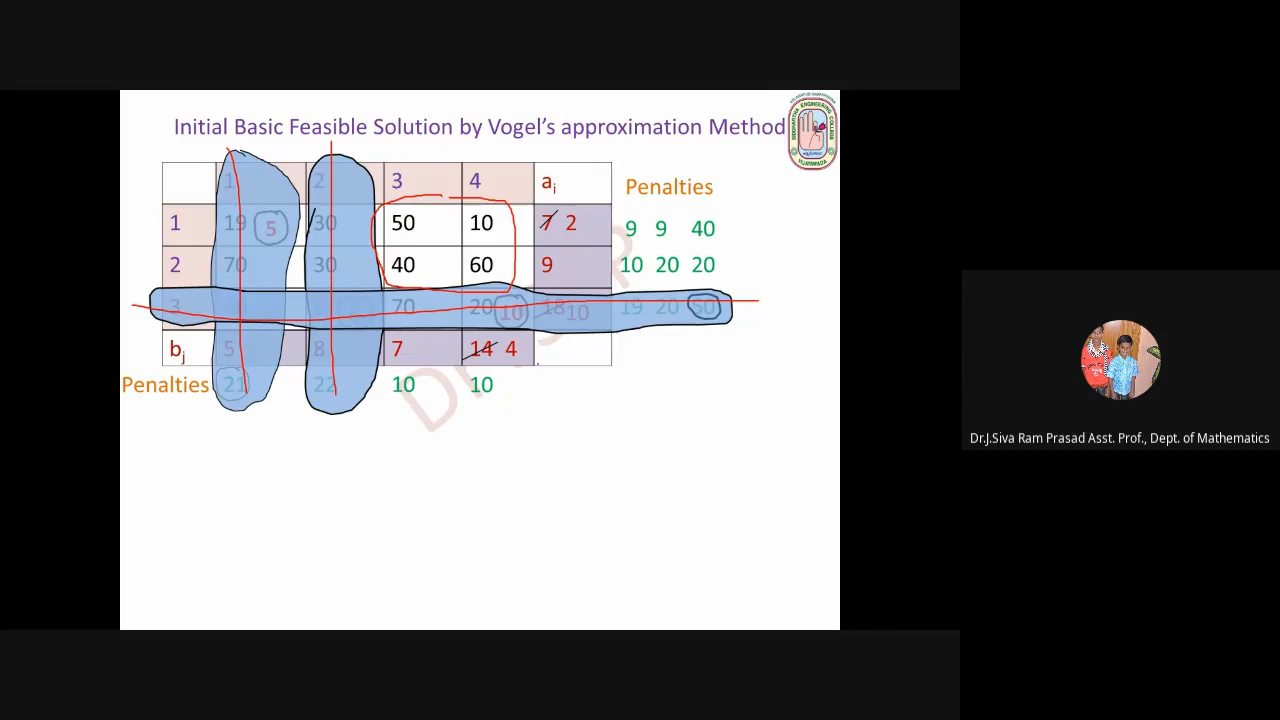 Initial Basic Feasible Solution by Vogel's approximation Method
1 2 3 4 aᵢ Penalties
1 19 5 30 50 10 7 2 9 9 40
2 70 30 40 60 9 10 20 20
3 70 20 10 18 10 19 20 50
bⱼ 5 8 7 14 4
Penalties 21 22 10 10
Dr.J.Siva Ram Prasad Asst. Prof., Dept. of Mathematics